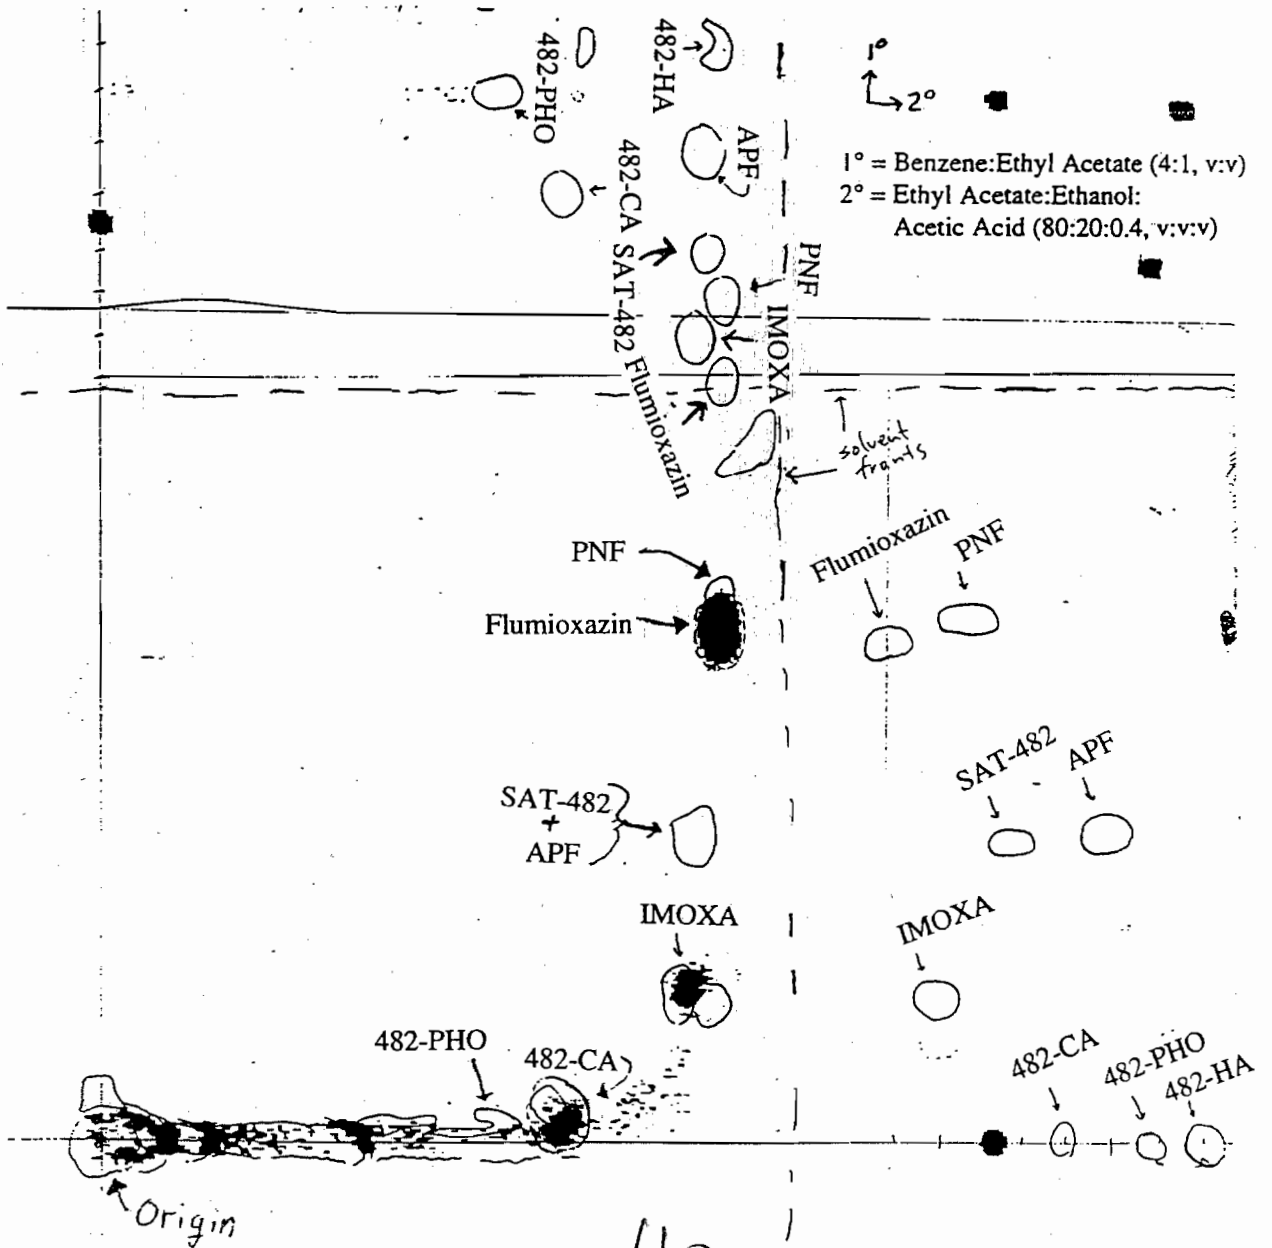 482-PHO
482-HA
1°
2°
APF
482-CA
1° = Benzene:Ethyl Acetate (4:1, v:v)
2° = Ethyl Acetate:Ethanol:
Acetic Acid (80:20:0.4, v:v:v)
SAT-482
PNF
IMOXA
Flumioxazin
solvent
fronts
PNF
Flumioxazin
Flumioxazin
PNF
SAT-482
APF
SAT-482
+
APF
IMOXA
IMOXA
482-PHO
482-CA
482-CA
482-PHO
482-HA
Origin